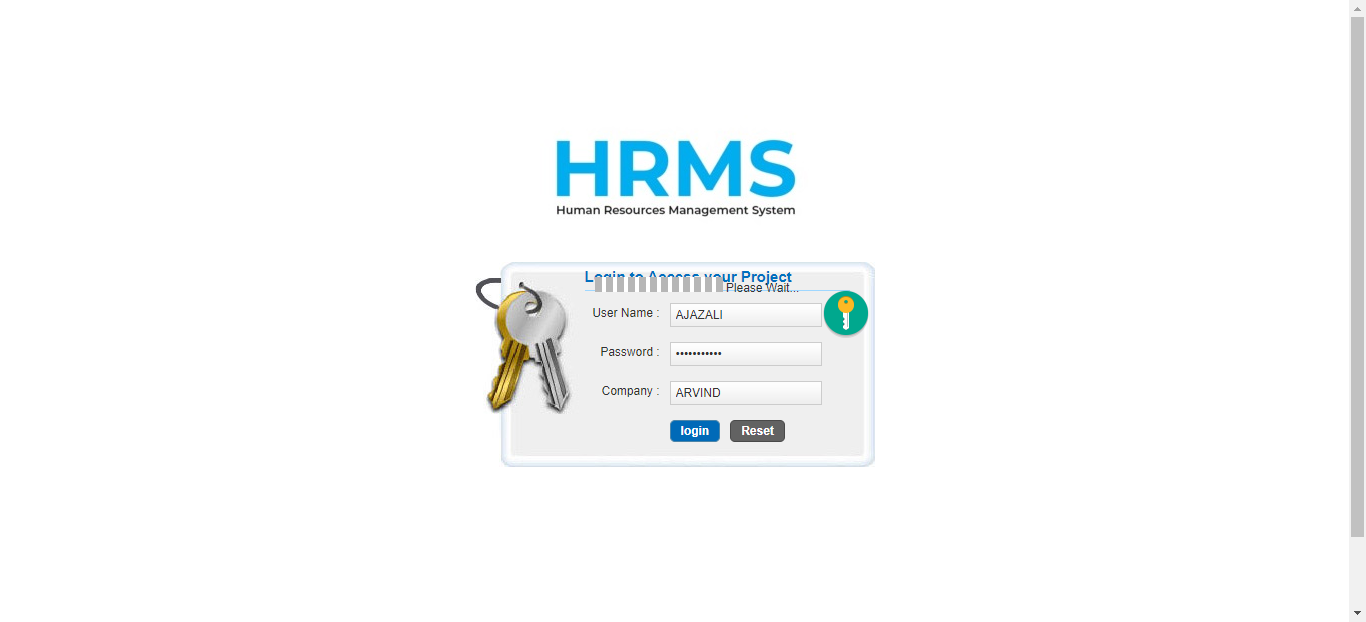 HRMS
Human Resources Management System
Login to Access your Project
Please Wait...
User Name :
AJAZALI
Password :
•••••••••••
Company :
ARVIND
login
Reset